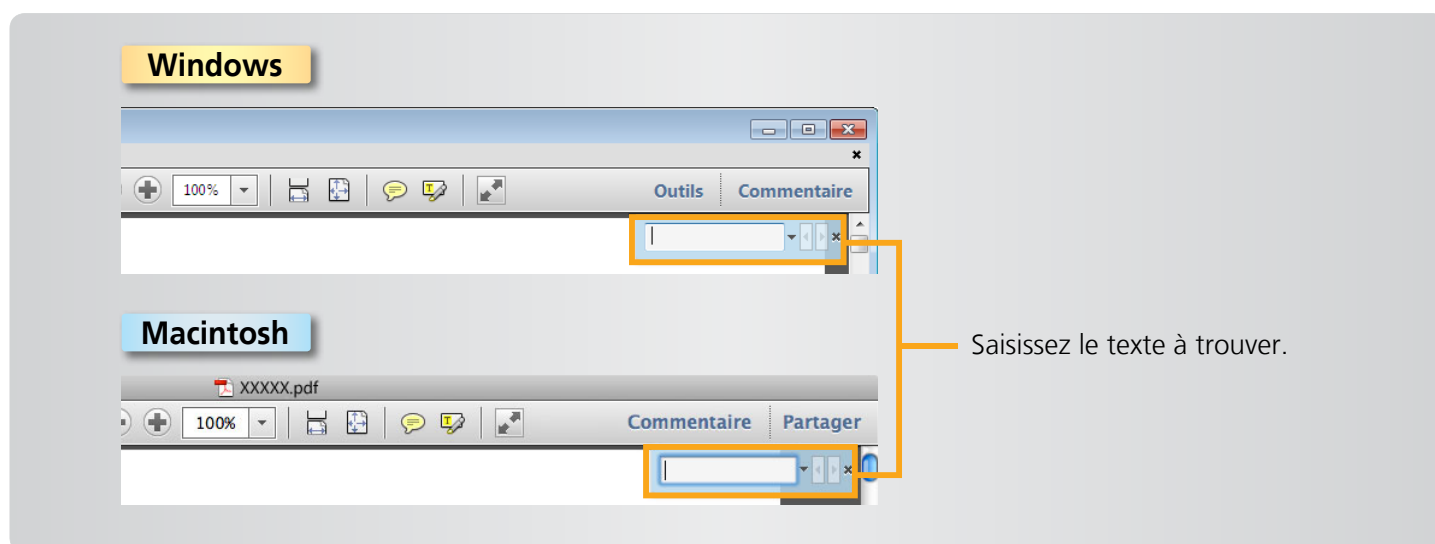 Windows
100%
Outils
Commentaire
Macintosh
Saisissez le texte à trouver.
XXXXX.pdf
100%
Commentaire
Partager